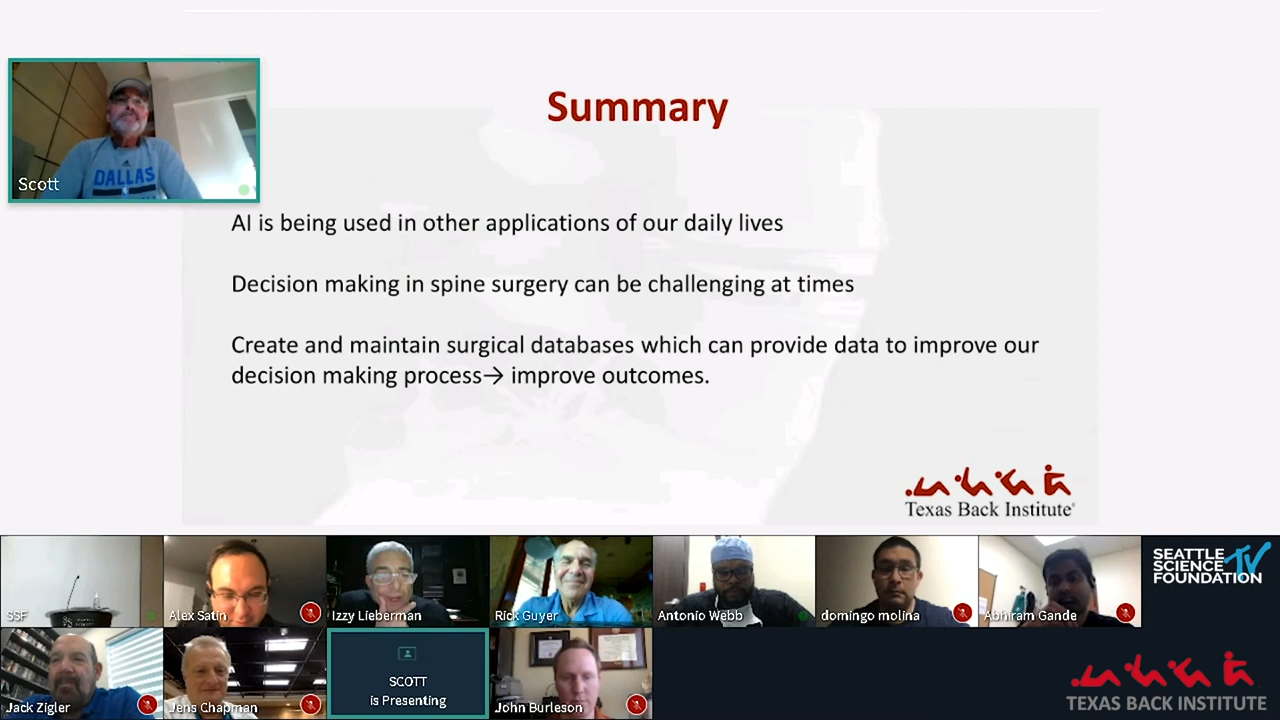 Summary
Scott
DALLAS
AI is being used in other applications of our daily lives
Decision making in spine surgery can be challenging at times
Create and maintain surgical databases which can provide data to improve our
decision making process→ improve outcomes.
Texas Back Institute®
SSF
Alex Satin
Izzy Lieberman
Rick Guyer
Antonio Webb
domingo molina
Abhiram Gande
SEATTLE
SCIENCE TV
FOUNDATION
Jack Zigler
Jens Chapman
SCOTT
is Presenting
John Burleson
TEXAS BACK INSTITUTE